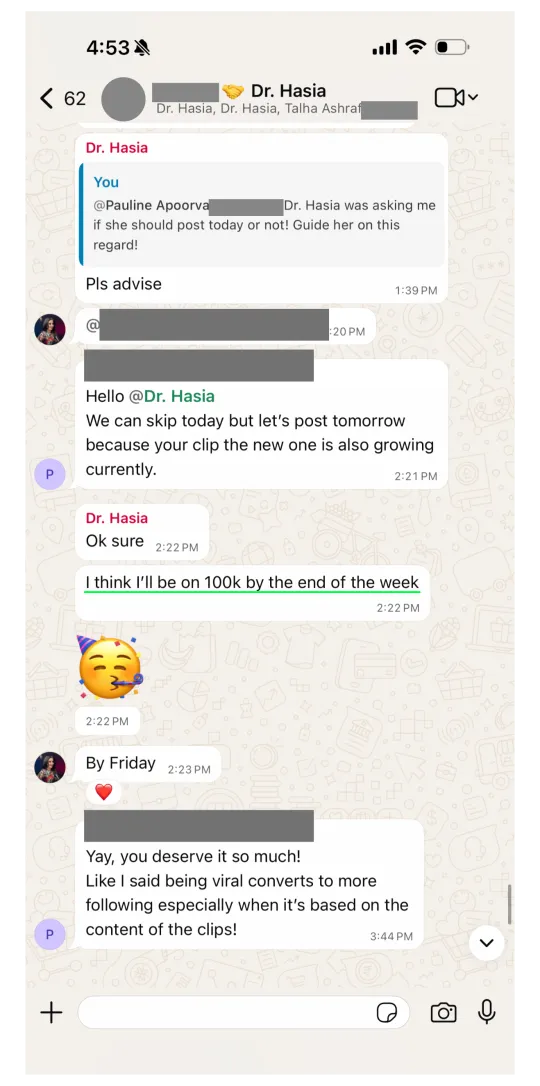 4:53
62
🤝 Dr. Hasia
Dr. Hasia, Dr. Hasia, Talha Ashraf
Dr. Hasia
You
@Pauline Apoorva Dr. Hasia was asking me
if she should post today or not! Guide her on this
regard!
Pls advise
1:39 PM
@
:20 PM
Hello @Dr. Hasia
We can skip today but let’s post tomorrow
because your clip the new one is also growing
currently.
2:21 PM
P
Dr. Hasia
Ok sure 2:22 PM
I think I’ll be on 100k by the end of the week
2:22 PM
🥳
2:22 PM
By Friday 2:23 PM
❤️
Yay, you deserve it so much!
Like I said being viral converts to more
following especially when it’s based on the
content of the clips!
3:44 PM
P